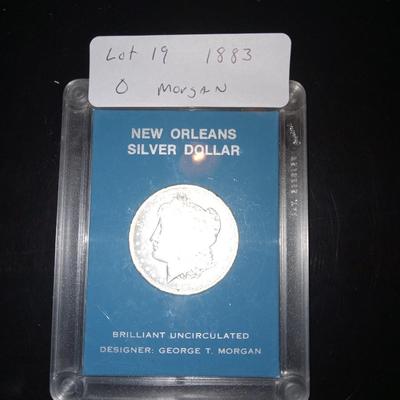 Lot 19 1883
O Morgan
NEW ORLEANS
SILVER DOLLAR
BRILLIANT UNCIRCULATED
DESIGNER: GEORGE T. MORGAN